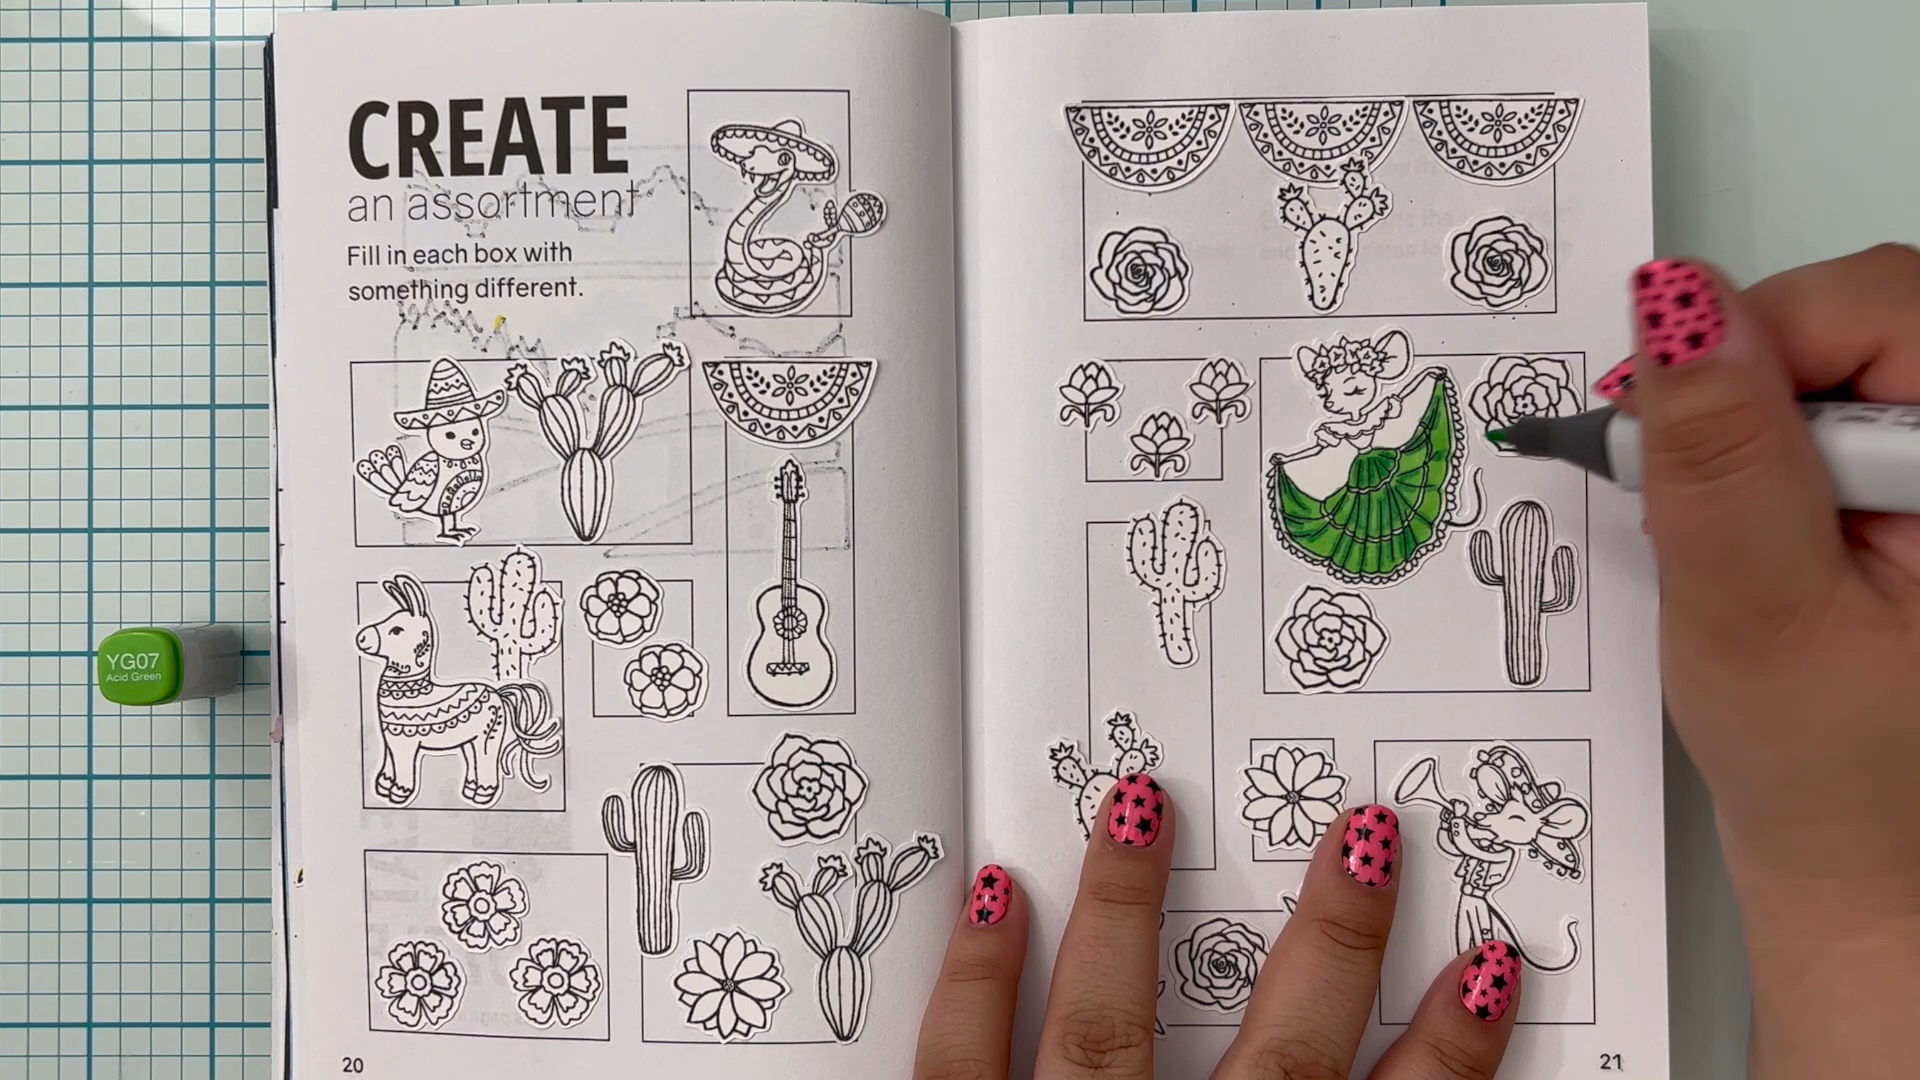 CREATE
an assortment
Fill in each box with
something different.
YG07
Acid Green
20
21